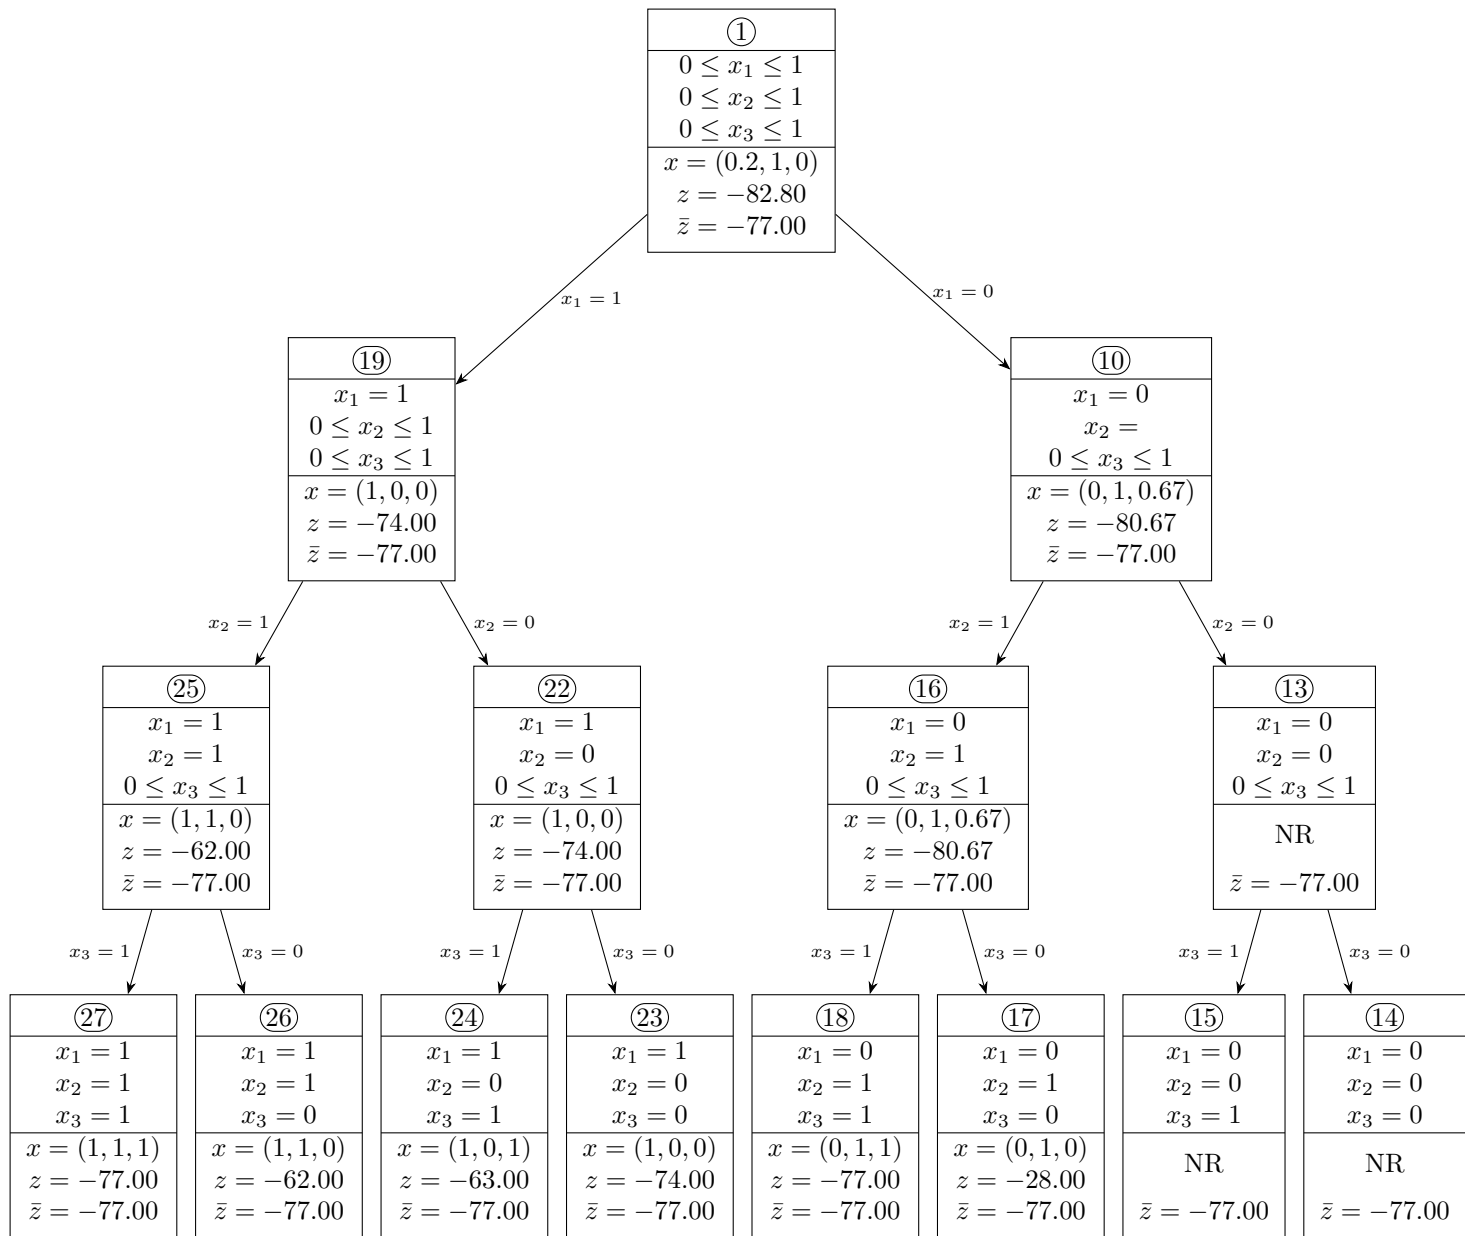 1
0 ≤ x₁ ≤ 1
0 ≤ x₂ ≤ 1
0 ≤ x₃ ≤ 1
x = (0.2, 1, 0)
z = −82.80
z̄ = −77.00
x₁ = 1
x₁ = 0
19
x₁ = 1
0 ≤ x₂ ≤ 1
0 ≤ x₃ ≤ 1
x = (1, 0, 0)
z = −74.00
z̄ = −77.00
10
x₁ = 0
x₂ =
0 ≤ x₃ ≤ 1
x = (0, 1, 0.67)
z = −80.67
z̄ = −77.00
x₂ = 1
x₂ = 0
x₂ = 1
x₂ = 0
25
x₁ = 1
x₂ = 1
0 ≤ x₃ ≤ 1
x = (1, 1, 0)
z = −62.00
z̄ = −77.00
22
x₁ = 1
x₂ = 0
0 ≤ x₃ ≤ 1
x = (1, 0, 0)
z = −74.00
z̄ = −77.00
16
x₁ = 0
x₂ = 1
0 ≤ x₃ ≤ 1
x = (0, 1, 0.67)
z = −80.67
z̄ = −77.00
13
x₁ = 0
x₂ = 0
0 ≤ x₃ ≤ 1
NR
z̄ = −77.00
x₃ = 1
x₃ = 0
x₃ = 1
x₃ = 0
x₃ = 1
x₃ = 0
x₃ = 1
x₃ = 0
27
x₁ = 1
x₂ = 1
x₃ = 1
x = (1, 1, 1)
z = −77.00
z̄ = −77.00
26
x₁ = 1
x₂ = 1
x₃ = 0
x = (1, 1, 0)
z = −62.00
z̄ = −77.00
24
x₁ = 1
x₂ = 0
x₃ = 1
x = (1, 0, 1)
z = −63.00
z̄ = −77.00
23
x₁ = 1
x₂ = 0
x₃ = 0
x = (1, 0, 0)
z = −74.00
z̄ = −77.00
18
x₁ = 0
x₂ = 1
x₃ = 1
x = (0, 1, 1)
z = −77.00
z̄ = −77.00
17
x₁ = 0
x₂ = 1
x₃ = 0
x = (0, 1, 0)
z = −28.00
z̄ = −77.00
15
x₁ = 0
x₂ = 0
x₃ = 1
NR
z̄ = −77.00
14
x₁ = 0
x₂ = 0
x₃ = 0
NR
z̄ = −77.00